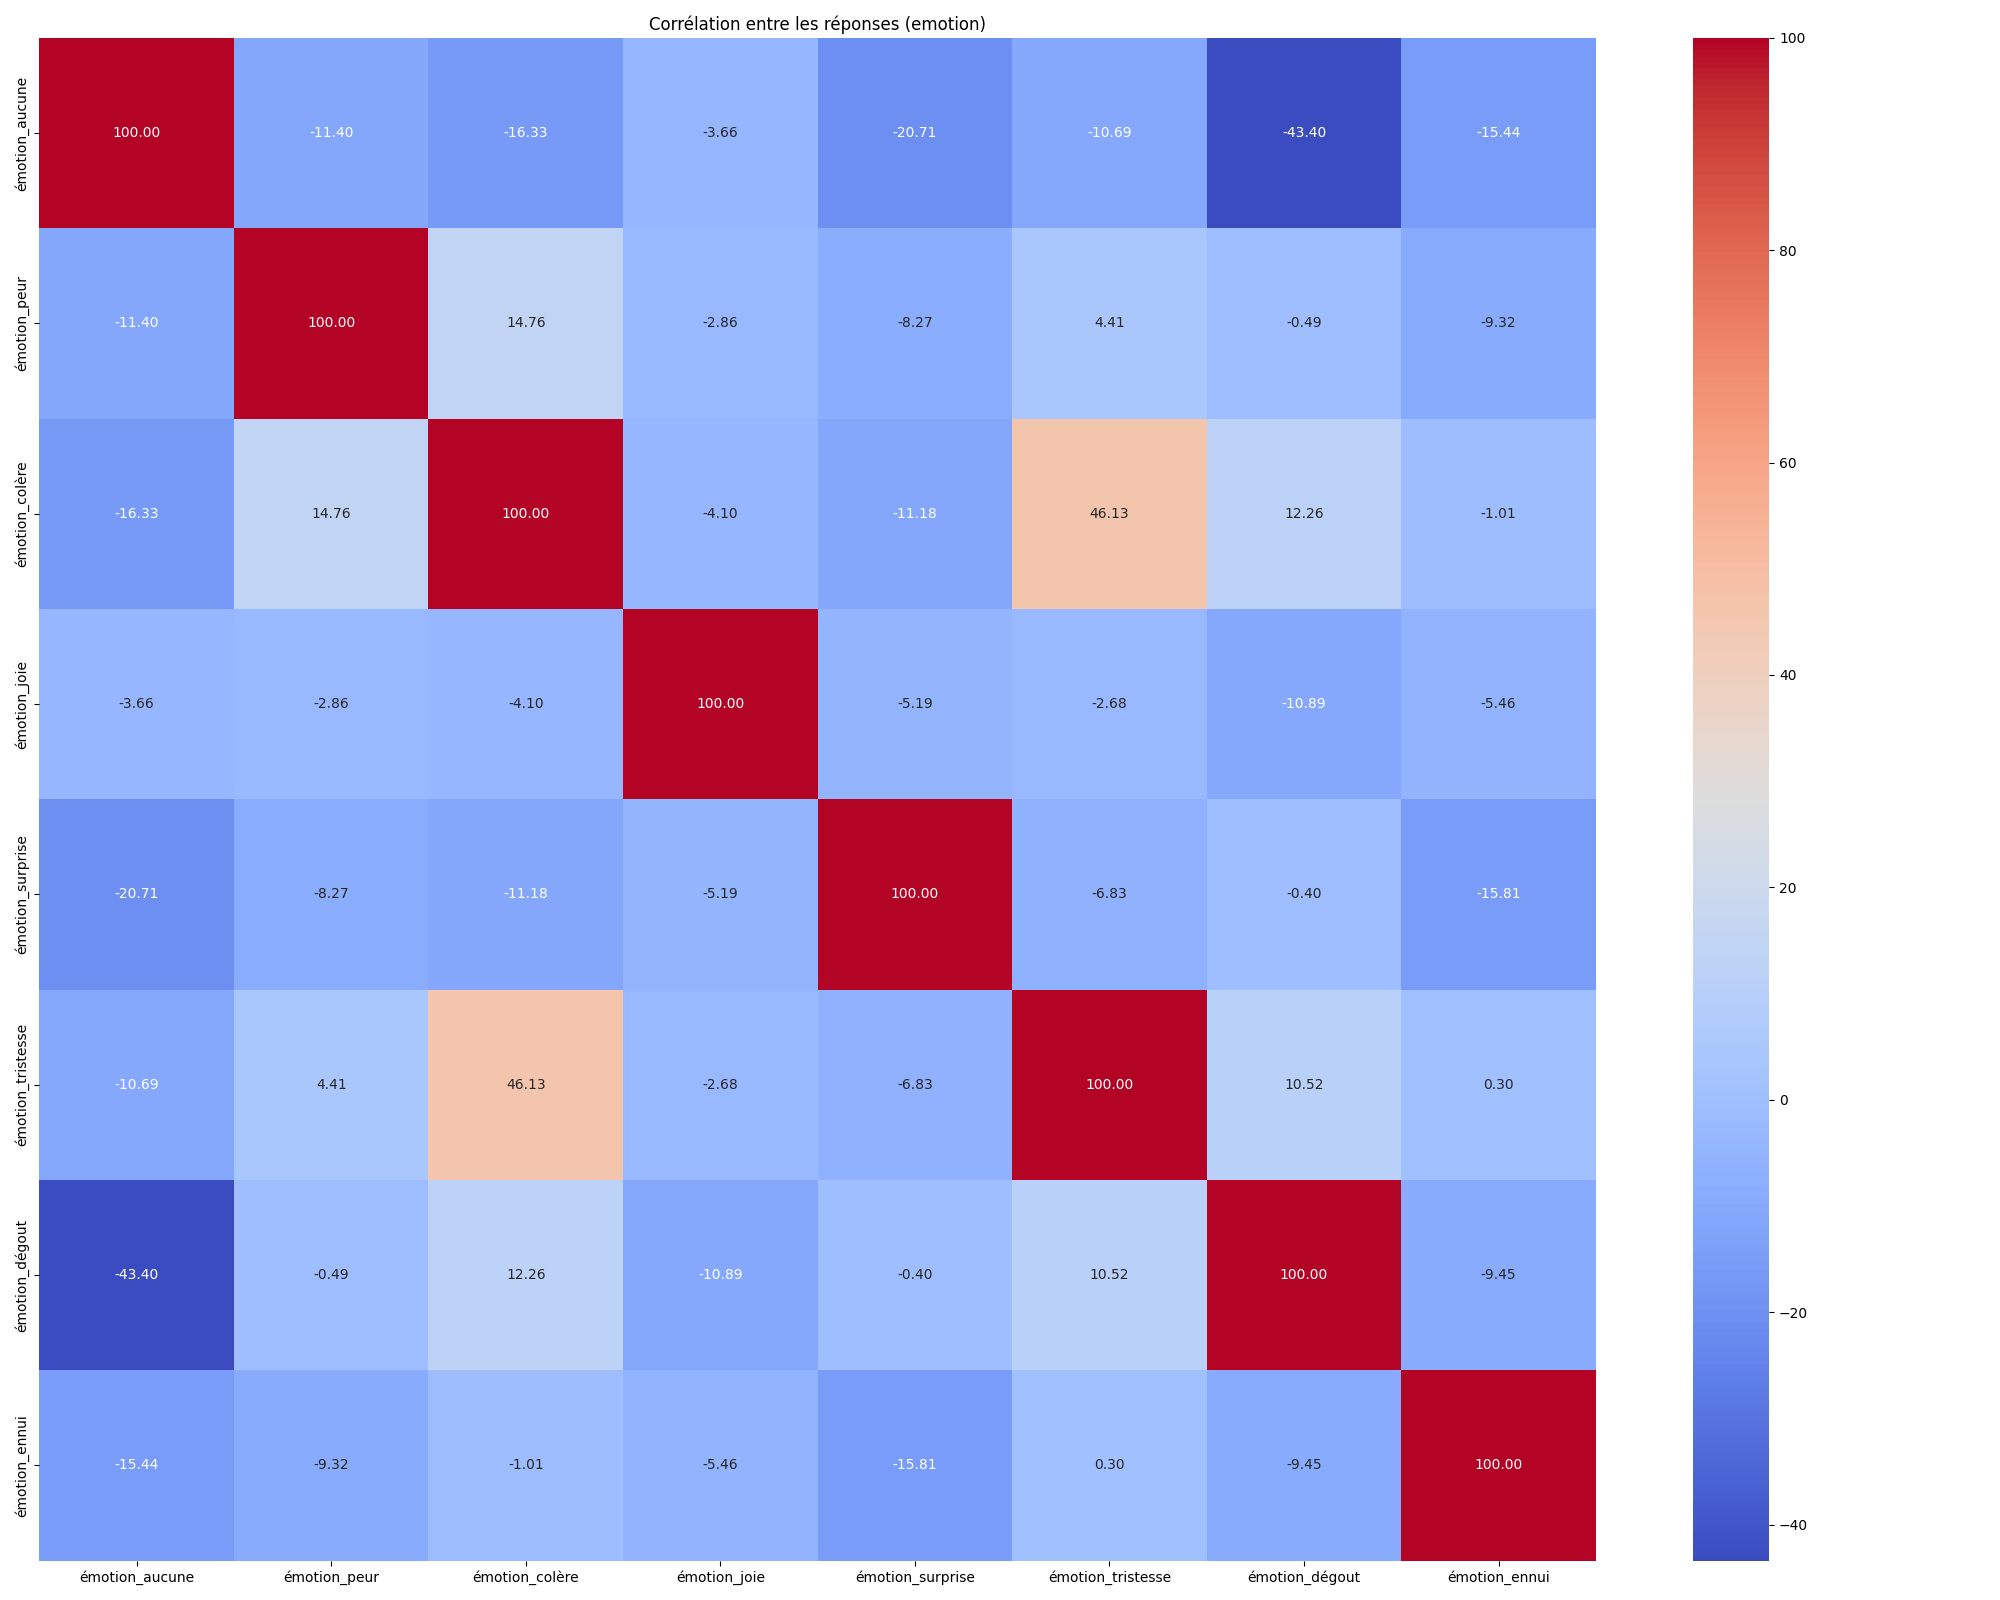 Corrélation entre les réponses (emotion)
émotion_aucune
100.00 -11.40 -16.33 -3.66 -20.71 -10.69 -43.40 -15.44
émotion_peur
-11.40 100.00 14.76 -2.86 -8.27 4.41 -0.49 -9.32
émotion_colère
-16.33 14.76 100.00 -4.10 -11.18 46.13 12.26 -1.01
émotion_joie
-3.66 -2.86 -4.10 100.00 -5.19 -2.68 -10.89 -5.46
émotion_surprise
-20.71 -8.27 -11.18 -5.19 100.00 -6.83 -0.40 -15.81
émotion_tristesse
-10.69 4.41 46.13 -2.68 -6.83 100.00 10.52 0.30
émotion_dégout
-43.40 -0.49 12.26 -10.89 -0.40 10.52 100.00 -9.45
émotion_ennui
-15.44 -9.32 -1.01 -5.46 -15.81 0.30 -9.45 100.00
émotion_aucune émotion_peur émotion_colère émotion_joie émotion_surprise émotion_tristesse émotion_dégout émotion_ennui
100
80
60
40
20
0
−20
−40